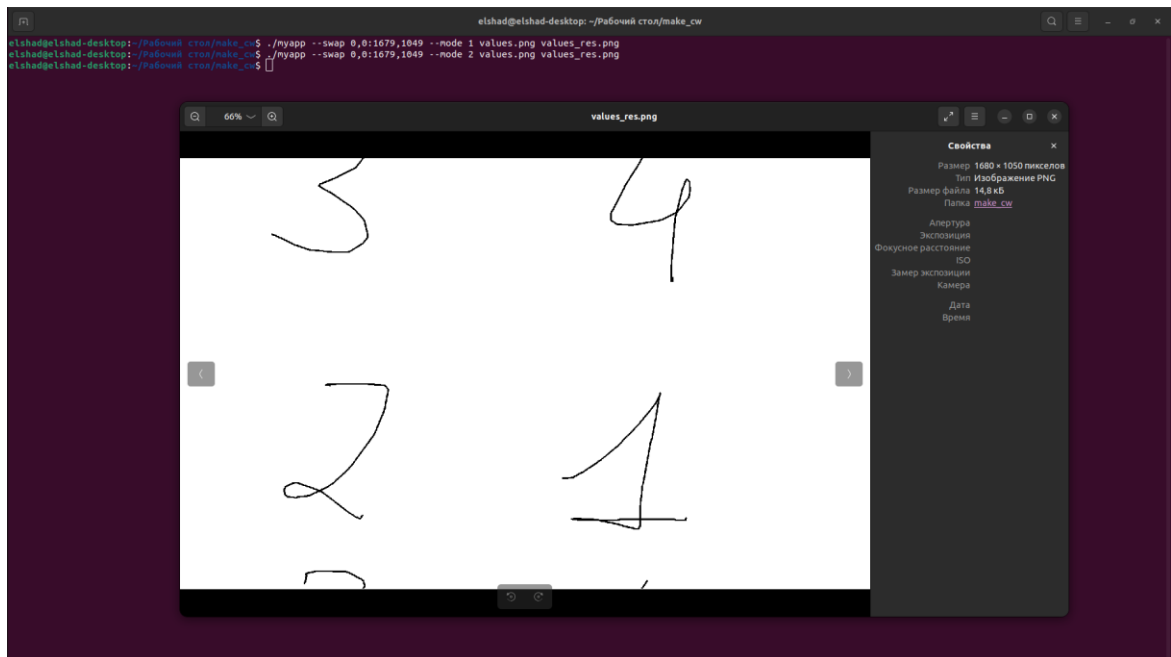 elshad@elshad-desktop: ~/Рабочий стол/make_cw
elshad@elshad-desktop:~/Рабочий стол/make_cw$ ./myapp --swap 0,0:1679,1049 --mode 1 values.png values_res.png
elshad@elshad-desktop:~/Рабочий стол/make_cw$ ./myapp --swap 0,0:1679,1049 --mode 2 values.png values_res.png
elshad@elshad-desktop:~/Рабочий стол/make_cw$
66%
values_res.png
Свойства
Размер 1680 × 1050 пикселов
Тип Изображение PNG
Размер файла 14,8 кБ
Папка make_cw
Апертура
Экспозиция
Фокусное расстояние
ISO
Замер экспозиции
Камера
Дата
Время
3 4
2 1